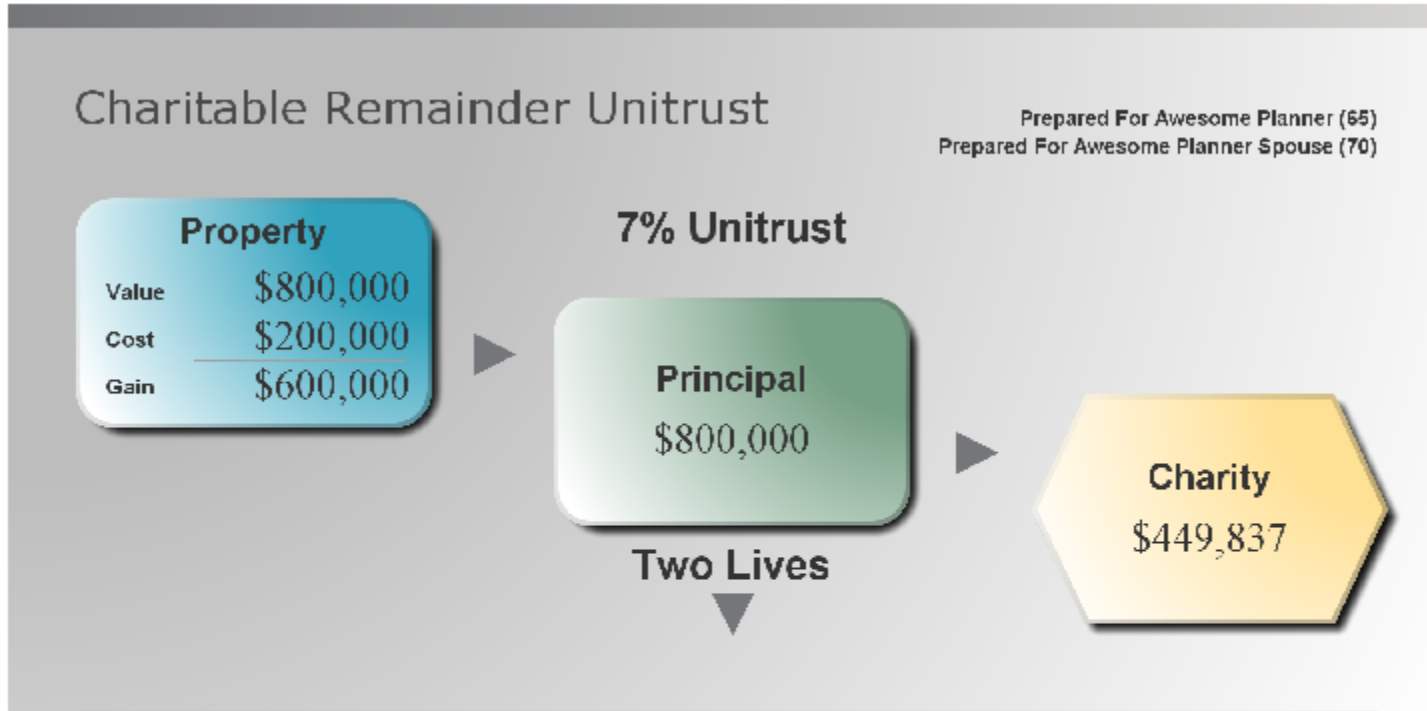 Charitable Remainder Unitrust
Prepared For Awesome Planner (65)
Prepared For Awesome Planner Spouse (70)
Property
Value $800,000
Cost $200,000
Gain $600,000
7% Unitrust
Principal
$800,000
Two Lives
Charity
$449,837